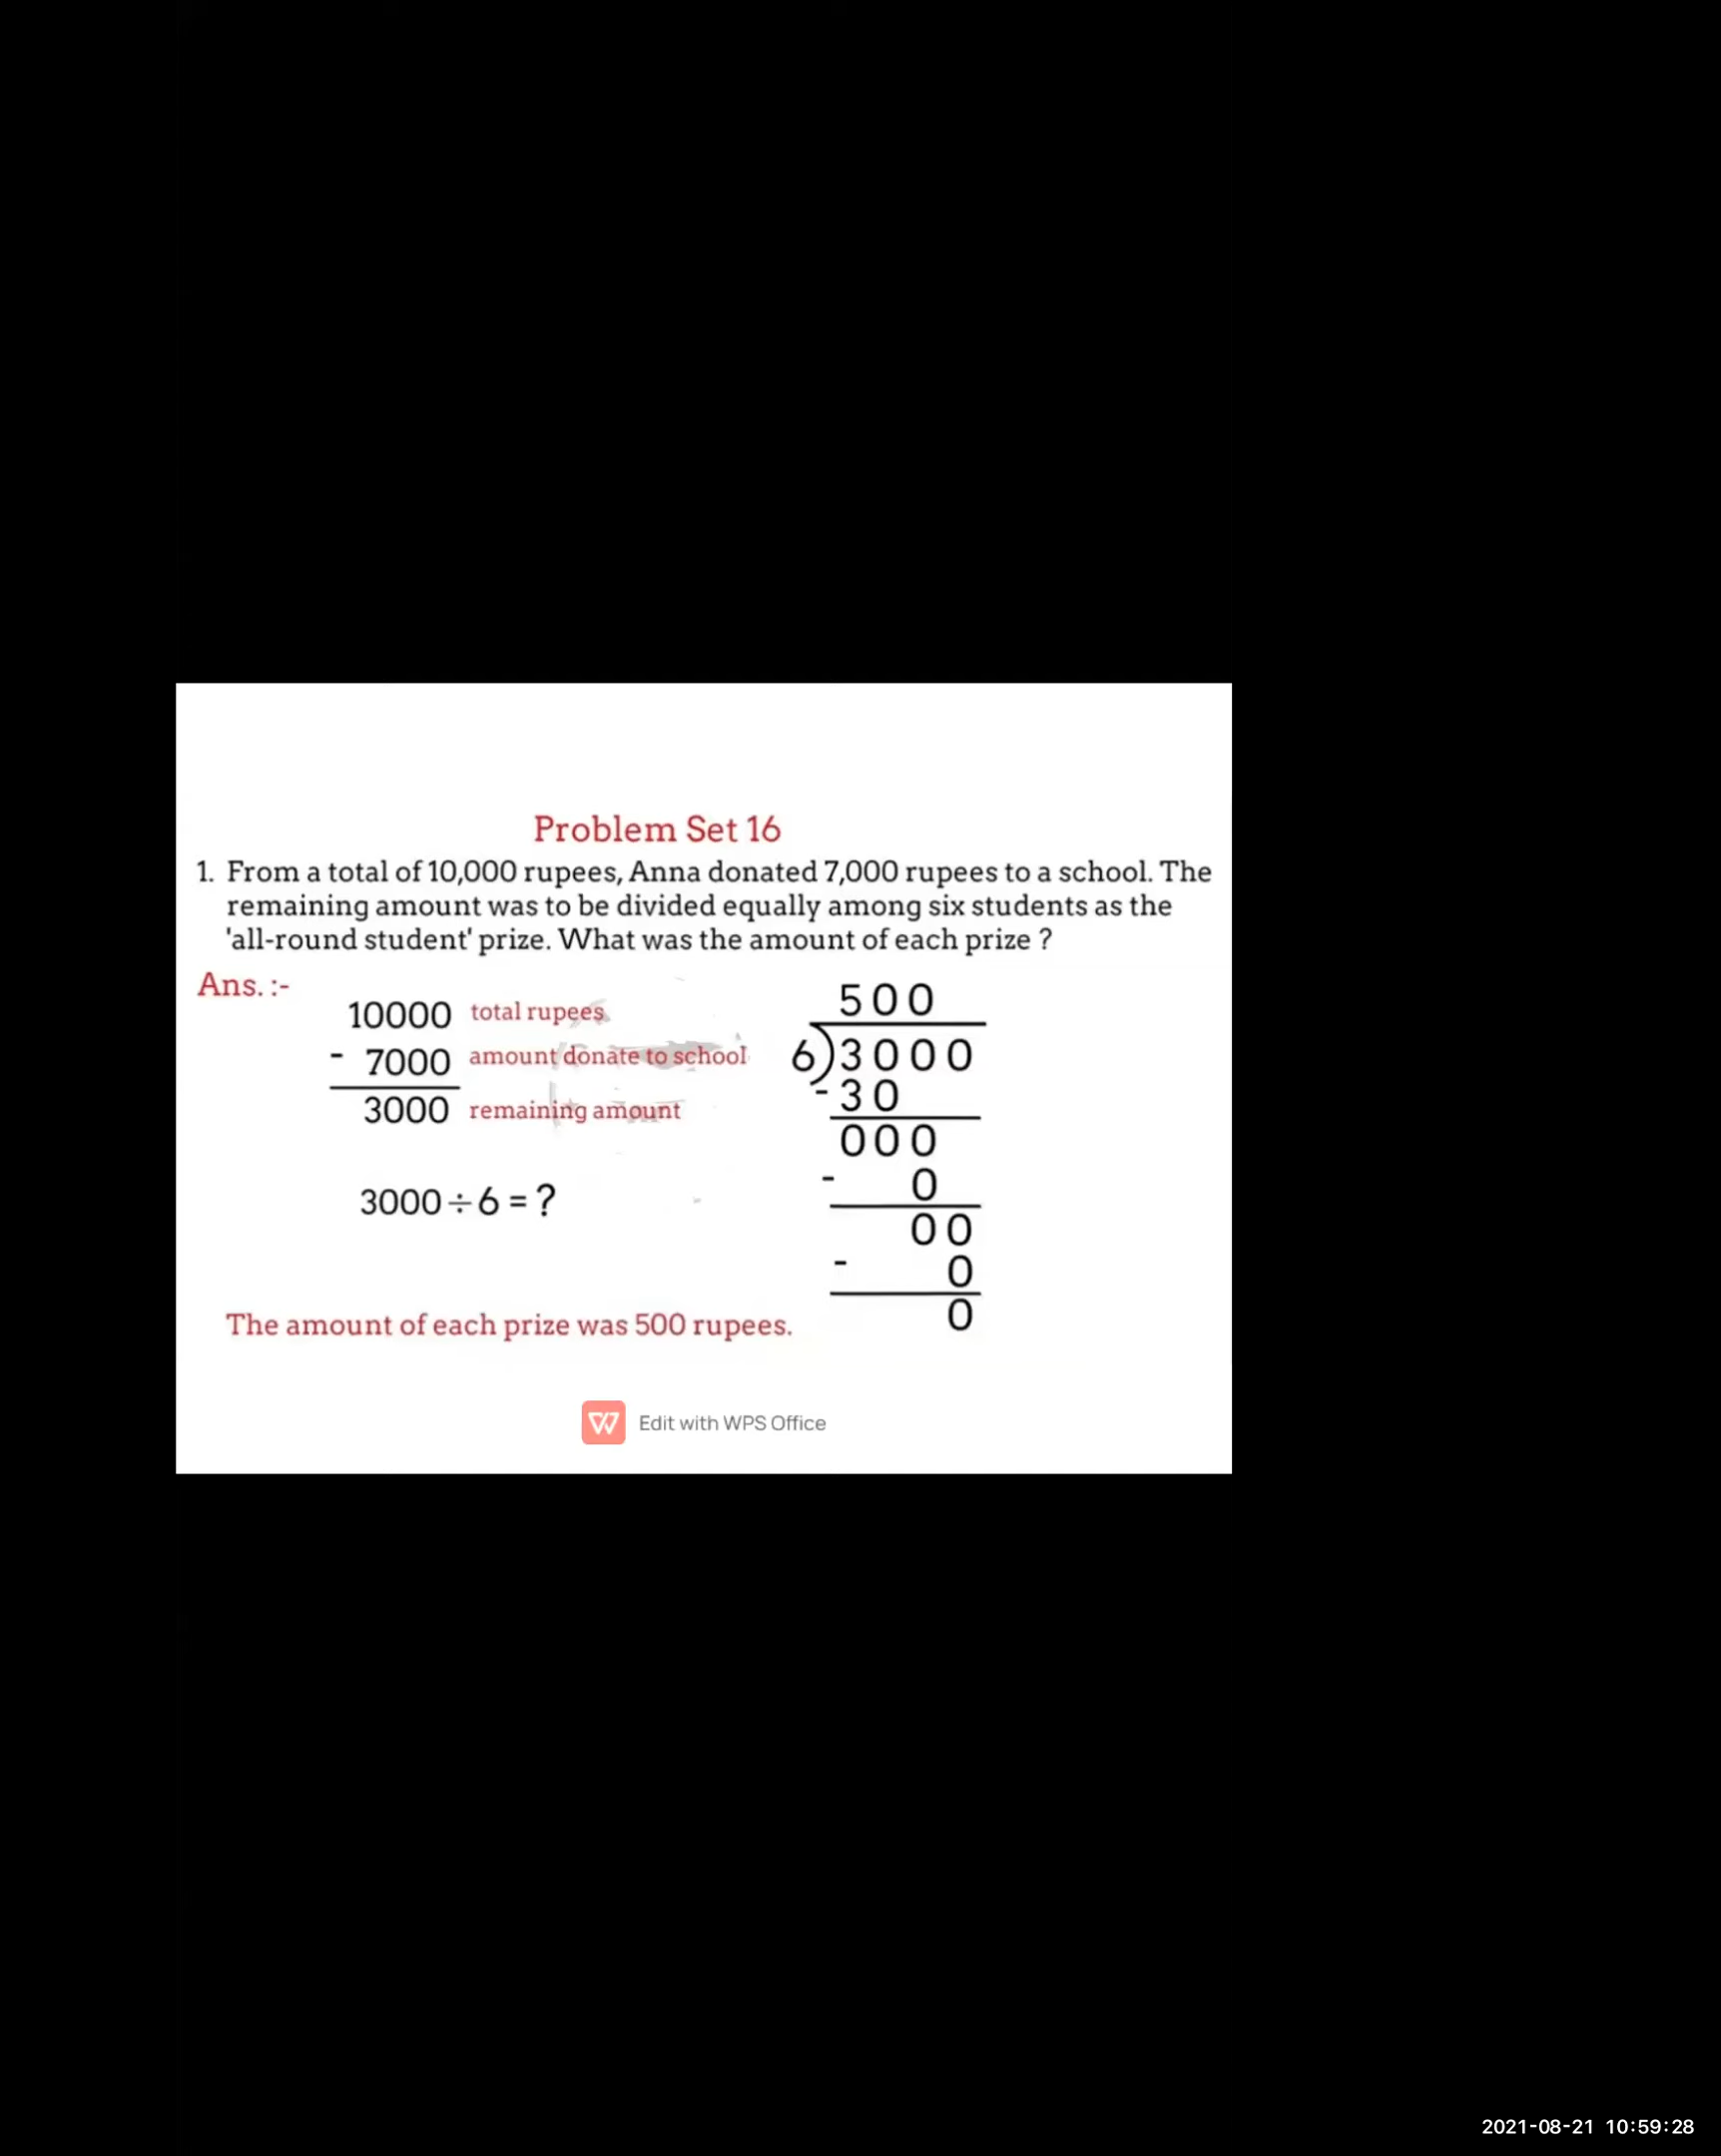 Problem Set 16
1. From a total of 10,000 rupees, Anna donated 7,000 rupees to a school. The
remaining amount was to be divided equally among six students as the
'all-round student' prize. What was the amount of each prize ?
Ans. :-
10000 total rupees
- 7000 amount donate to school
3000 remaining amount
3000 ÷ 6 = ?
500
6)3000
-30
000
- 0
00
- 0
0
The amount of each prize was 500 rupees.
Edit with WPS Office
2021-08-21 10:59:28